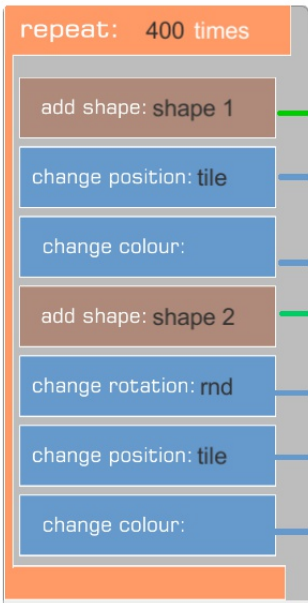 repeat: 400 times
add shape: shape 1
change position: tile
change colour:
add shape: shape 2
change rotation: rnd
change position: tile
change colour: